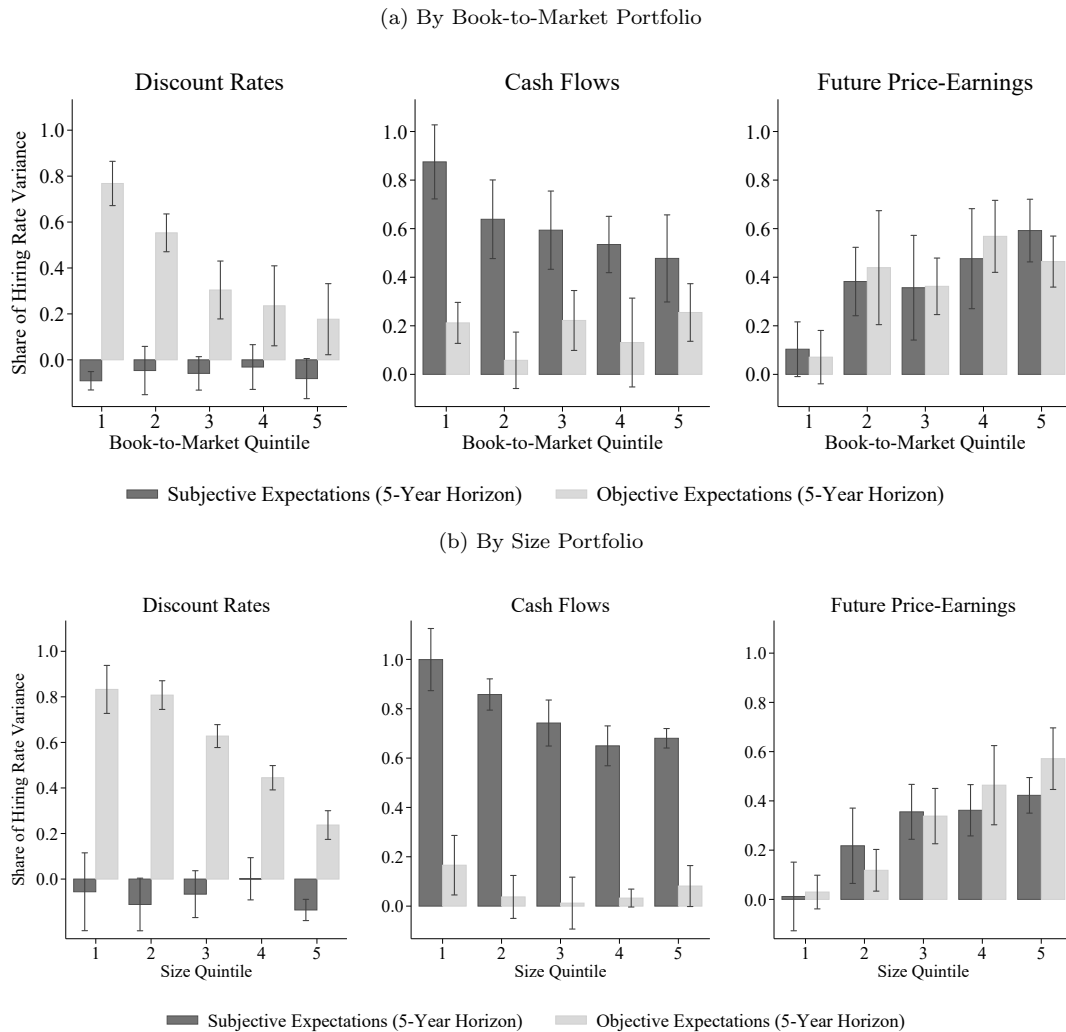 (a) By Book-to-Market Portfolio
Discount Rates
Cash Flows
Future Price-Earnings
Share of Hiring Rate Variance
1.0
0.8
0.6
0.4
0.2
0.0
1 2 3 4 5
Book-to-Market Quintile
1.0
0.8
0.6
0.4
0.2
0.0
1 2 3 4 5
Book-to-Market Quintile
1.0
0.8
0.6
0.4
0.2
0.0
1 2 3 4 5
Book-to-Market Quintile
Subjective Expectations (5-Year Horizon) Objective Expectations (5-Year Horizon)
(b) By Size Portfolio
Discount Rates
Cash Flows
Future Price-Earnings
Share of Hiring Rate Variance
1.0
0.8
0.6
0.4
0.2
0.0
1 2 3 4 5
Size Quintile
1.0
0.8
0.6
0.4
0.2
0.0
1 2 3 4 5
Size Quintile
1.0
0.8
0.6
0.4
0.2
0.0
1 2 3 4 5
Size Quintile
Subjective Expectations (5-Year Horizon) Objective Expectations (5-Year Horizon)